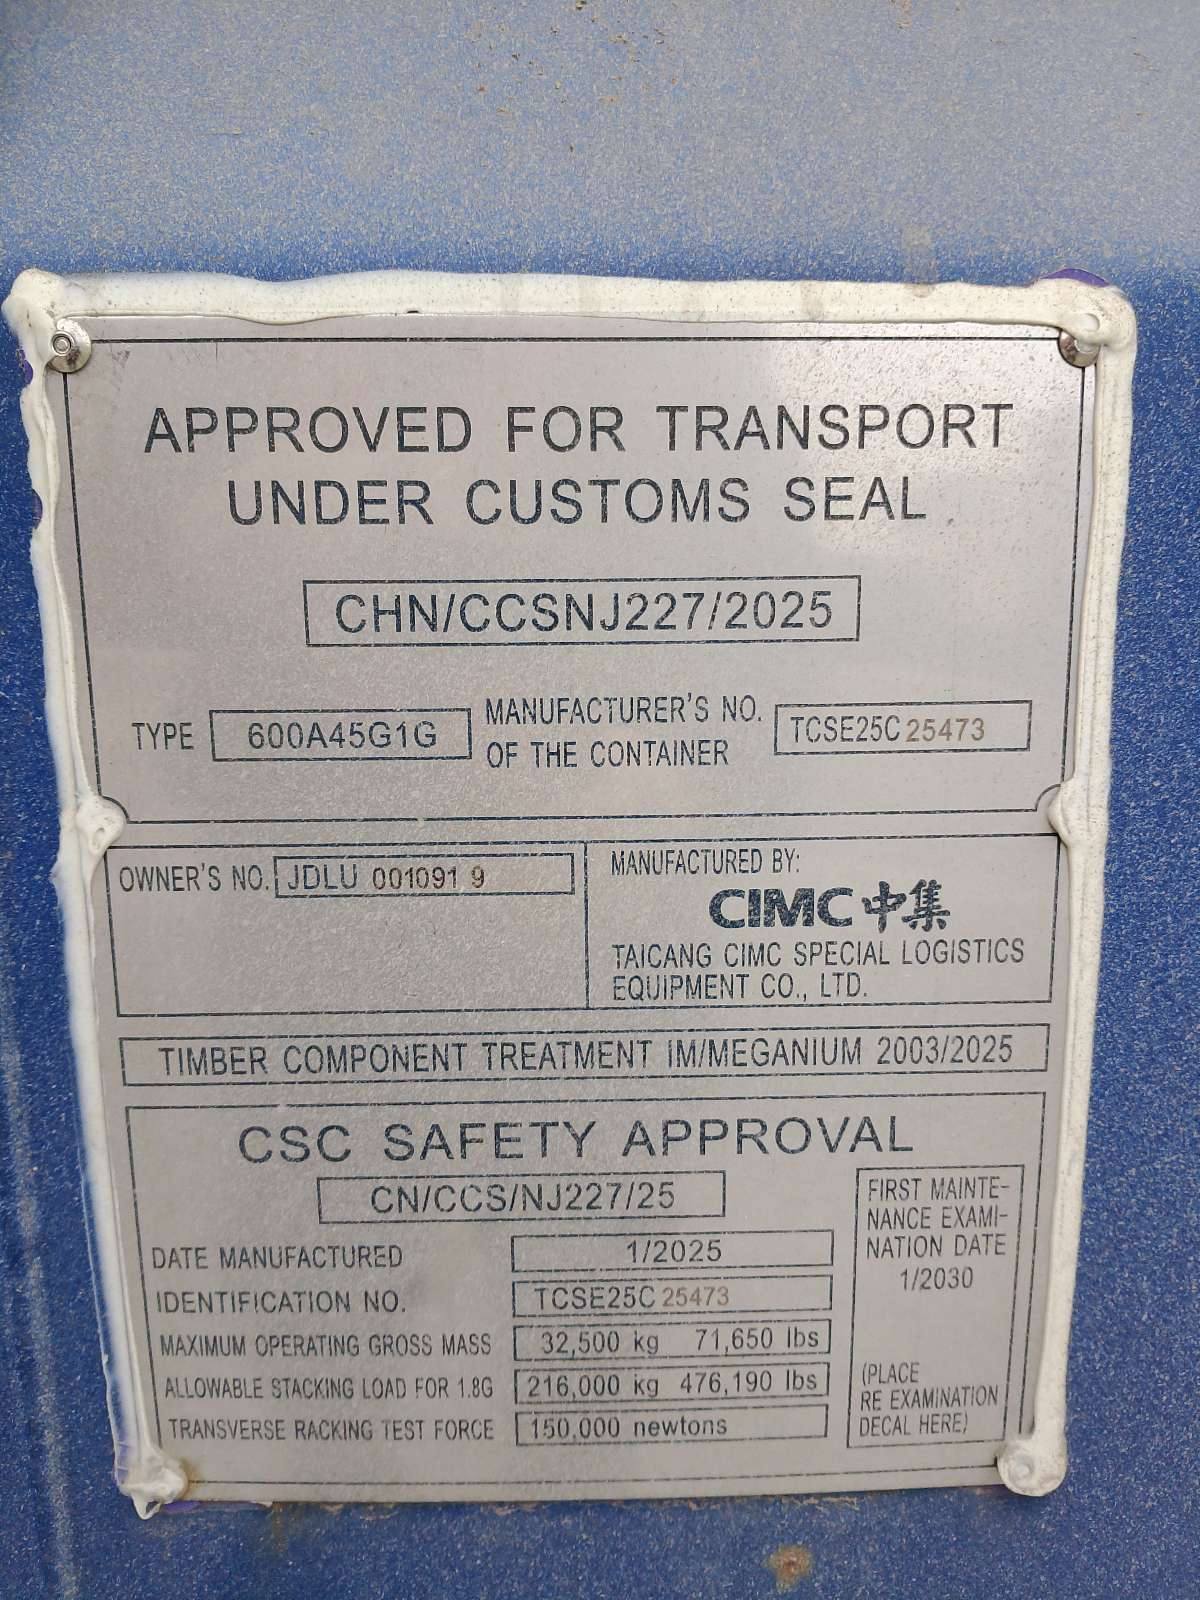 APPROVED FOR TRANSPORT
UNDER CUSTOMS SEAL
CHN/CCSNJ227/2025
TYPE 600A45G1G
MANUFACTURER'S NO.
OF THE CONTAINER
TCSE25C 25473
OWNER'S NO. JDLU 001091 9
MANUFACTURED BY:
CIMC中集
TAICANG CIMC SPECIAL LOGISTICS
EQUIPMENT CO., LTD.
TIMBER COMPONENT TREATMENT IM/MEGANIUM 2003/2025
CSC SAFETY APPROVAL
CN/CCS/NJ227/25
DATE MANUFACTURED 1/2025
IDENTIFICATION NO. TCSE25C 25473
MAXIMUM OPERATING GROSS MASS 32,500 kg 71,650 lbs
ALLOWABLE STACKING LOAD FOR 1.8G 216,000 kg 476,190 lbs
TRANSVERSE RACKING TEST FORCE 150,000 newtons
FIRST MAINTE-
NANCE EXAMI-
NATION DATE
1/2030
(PLACE
RE EXAMINATION
DECAL HERE)